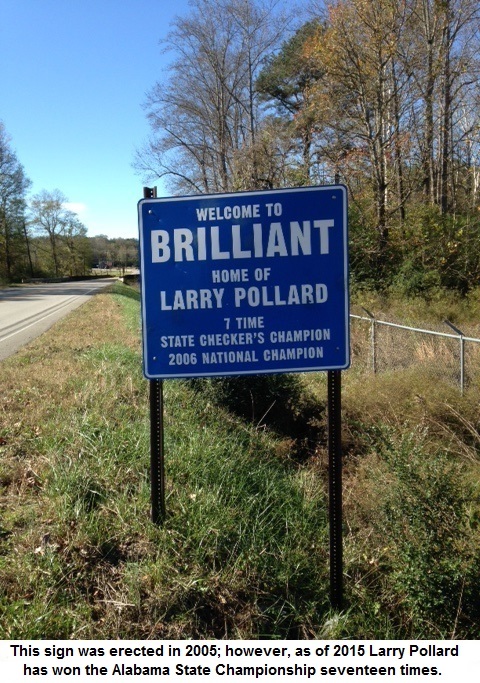 WELCOME TO
BRILLIANT
HOME OF
LARRY POLLARD
7 TIME
STATE CHECKER'S CHAMPION
2006 NATIONAL CHAMPION
This sign was erected in 2005; however, as of 2015 Larry Pollard
has won the Alabama State Championship seventeen times.